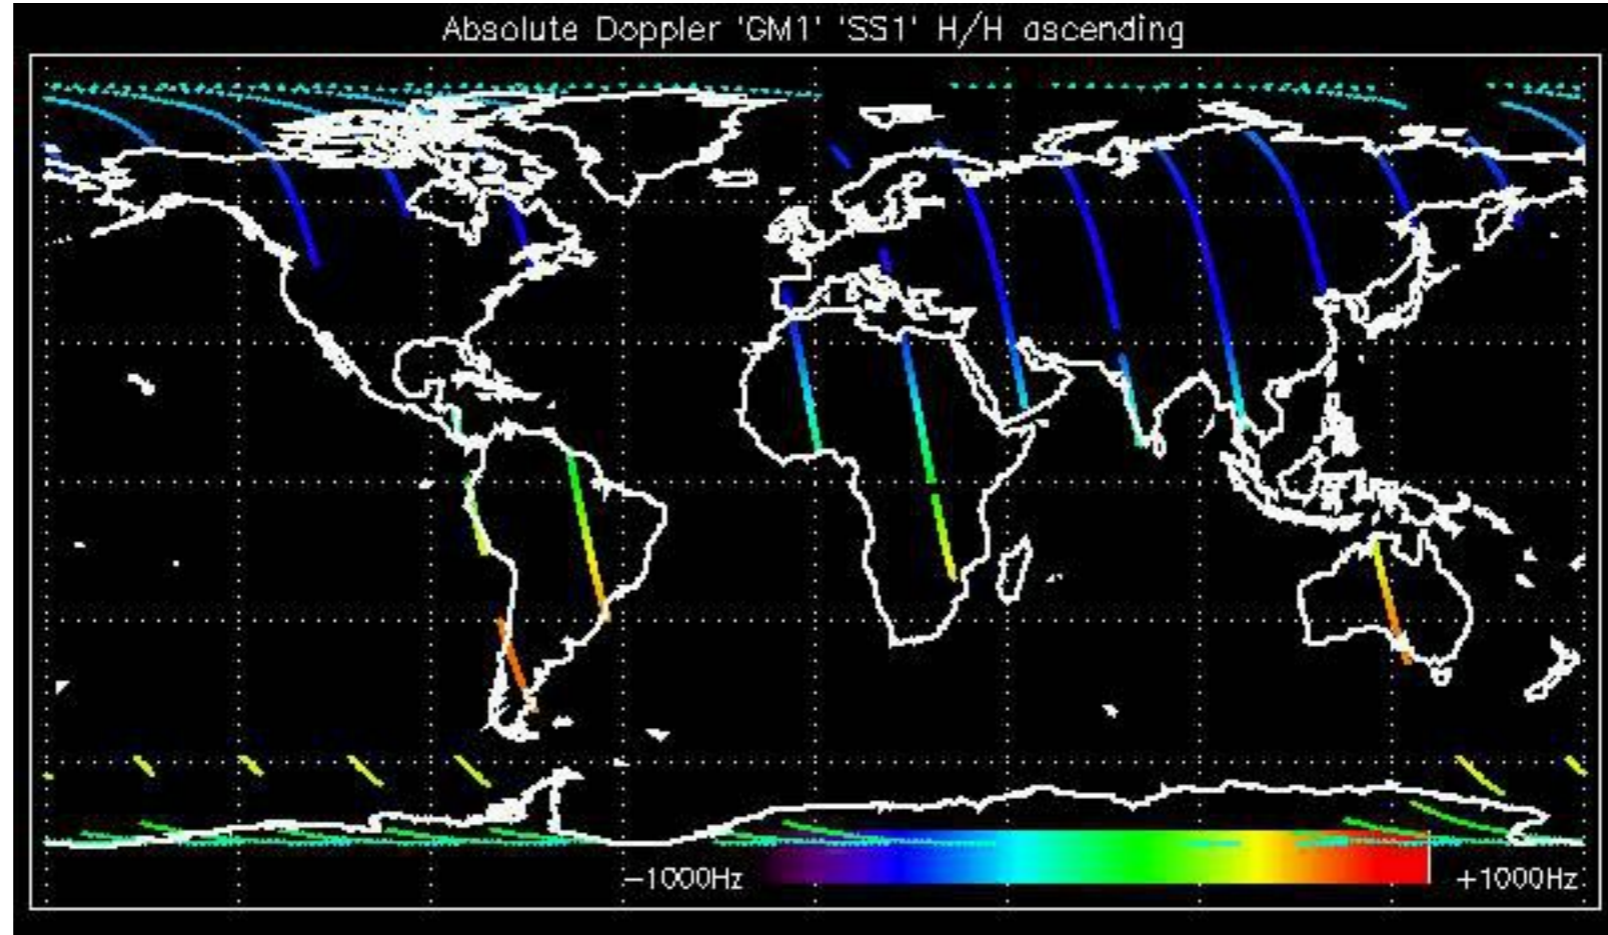 Absolute Doppler 'GM1' 'SS1' H/H ascending
−1000Hz
+1000Hz